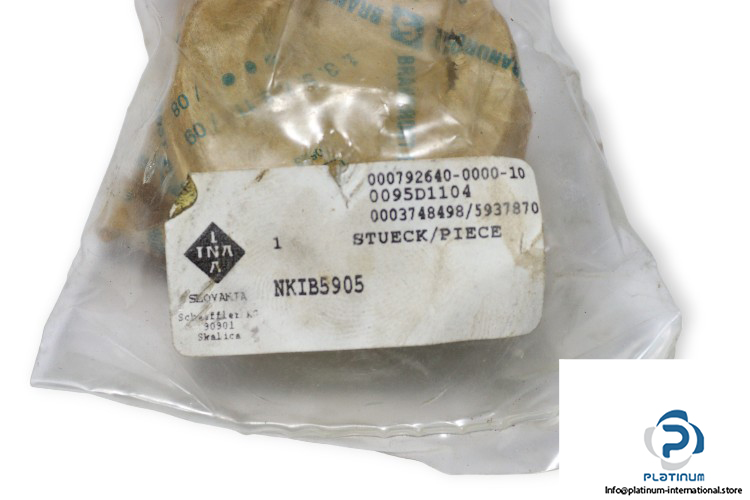 000792640-0000-10
0095D1104
0003748498/5937870
1 STUECK/PIECE
INA
NKIB5905
SLOVAKIA
Schaeffler KG
90901
Skalica
PLATINUM
Info@platinum-international.store